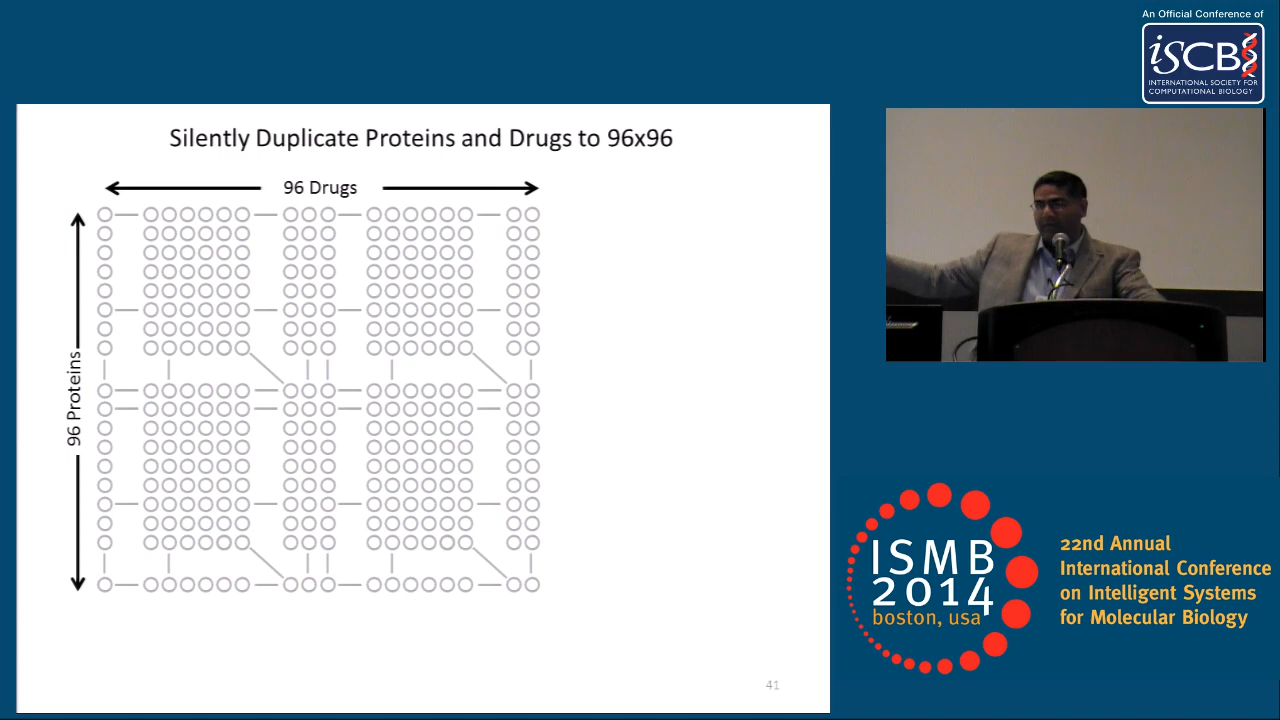 An Official Conference of
iSCB
INTERNATIONAL SOCIETY FOR
COMPUTATIONAL BIOLOGY
Silently Duplicate Proteins and Drugs to 96x96
96 Drugs
96 Proteins
41
ISMB
2014
boston, usa
22nd Annual
International Conference
on Intelligent Systems
for Molecular Biology